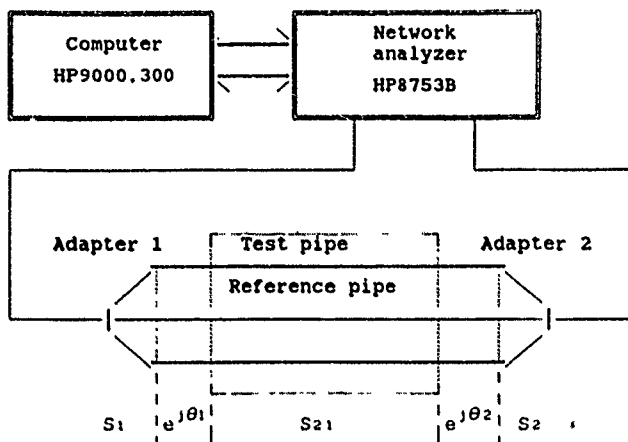 Computer
HP9000.300
Network
analyzer
HP8753B
Adapter 1
Test pipe
Adapter 2
Reference pipe
S1 e^jθ1 S21 e^jθ2 S2